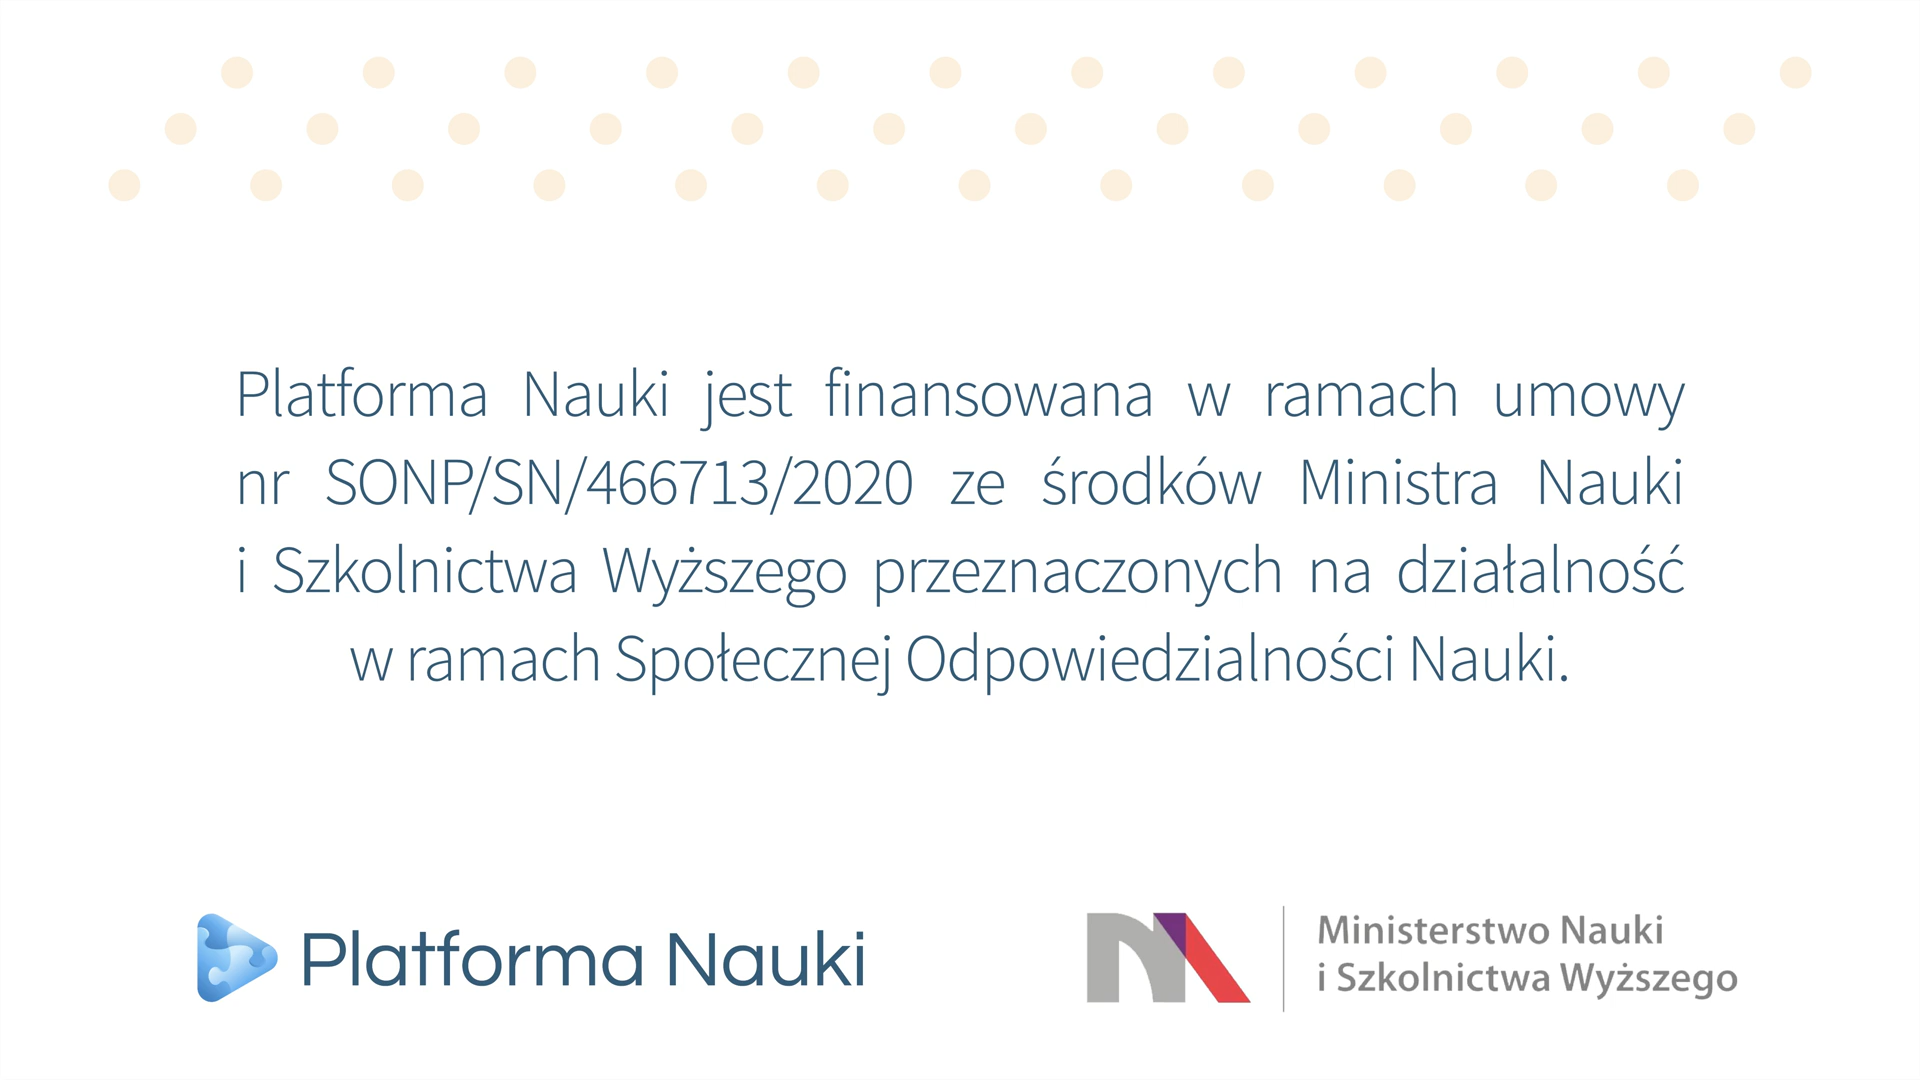 Platforma Nauki jest finansowana w ramach umowy
nr SONP/SN/466713/2020 ze środków Ministra Nauki
i Szkolnictwa Wyższego przeznaczonych na działalność
w ramach Społecznej Odpowiedzialności Nauki.
Platforma Nauki
Ministerstwo Nauki
i Szkolnictwa Wyższego